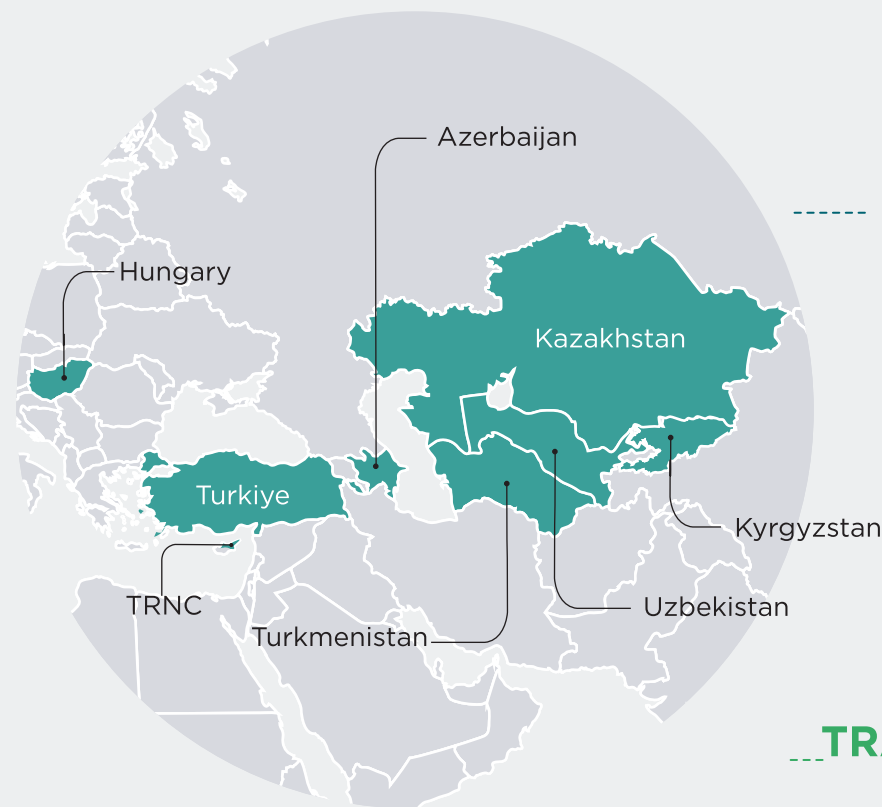 Azerbaijan
Hungary
Kazakhstan
Turkiye
Kyrgyzstan
TRNC
Uzbekistan
Turkmenistan